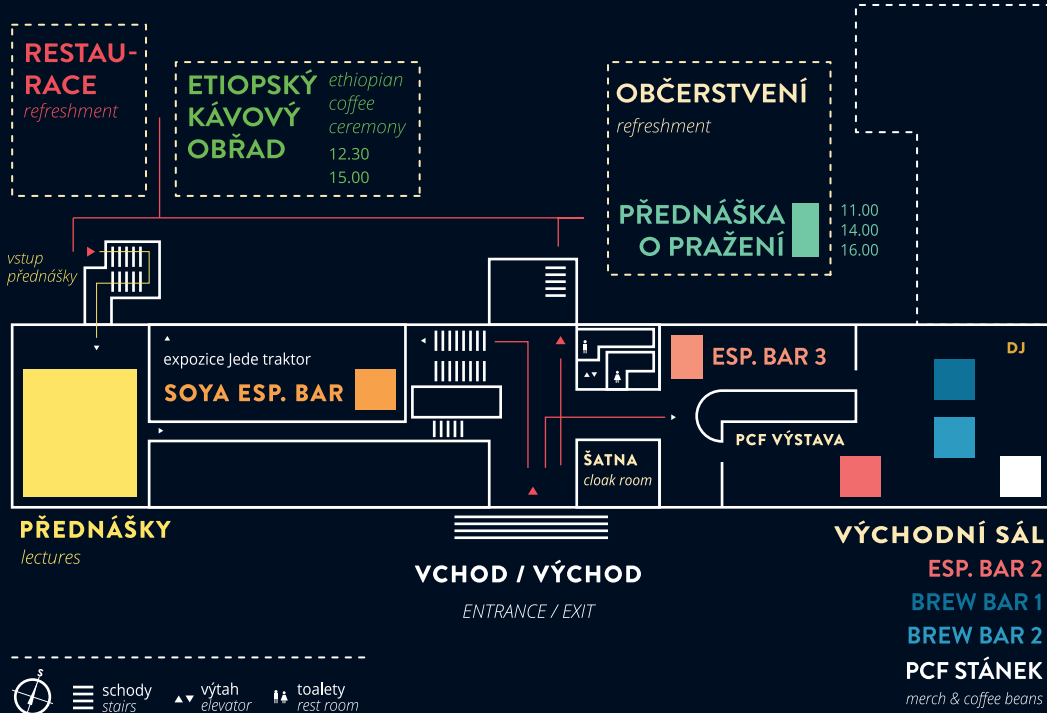 RESTAU-
RACE
refreshment
ETIOPSKÝ
KÁVOVÝ
OBŘAD
ethiopian
coffee
ceremony
12.30
15.00
OBČERSTVENÍ
refreshment
PŘEDNÁŠKA
O PRAŽENÍ
11.00
14.00
16.00
vstup
přednášky
expozice Jede traktor
SOYA ESP. BAR
ESP. BAR 3
DJ
PCF VÝSTAVA
ŠATNA
cloak room
PŘEDNÁŠKY
lectures
VCHOD / VÝCHOD
ENTRANCE / EXIT
VÝCHODNÍ SÁL
ESP. BAR 2
BREW BAR 1
BREW BAR 2
PCF STÁNEK
merch & coffee beans
S
schody
stairs
výtah
elevator
toalety
rest room